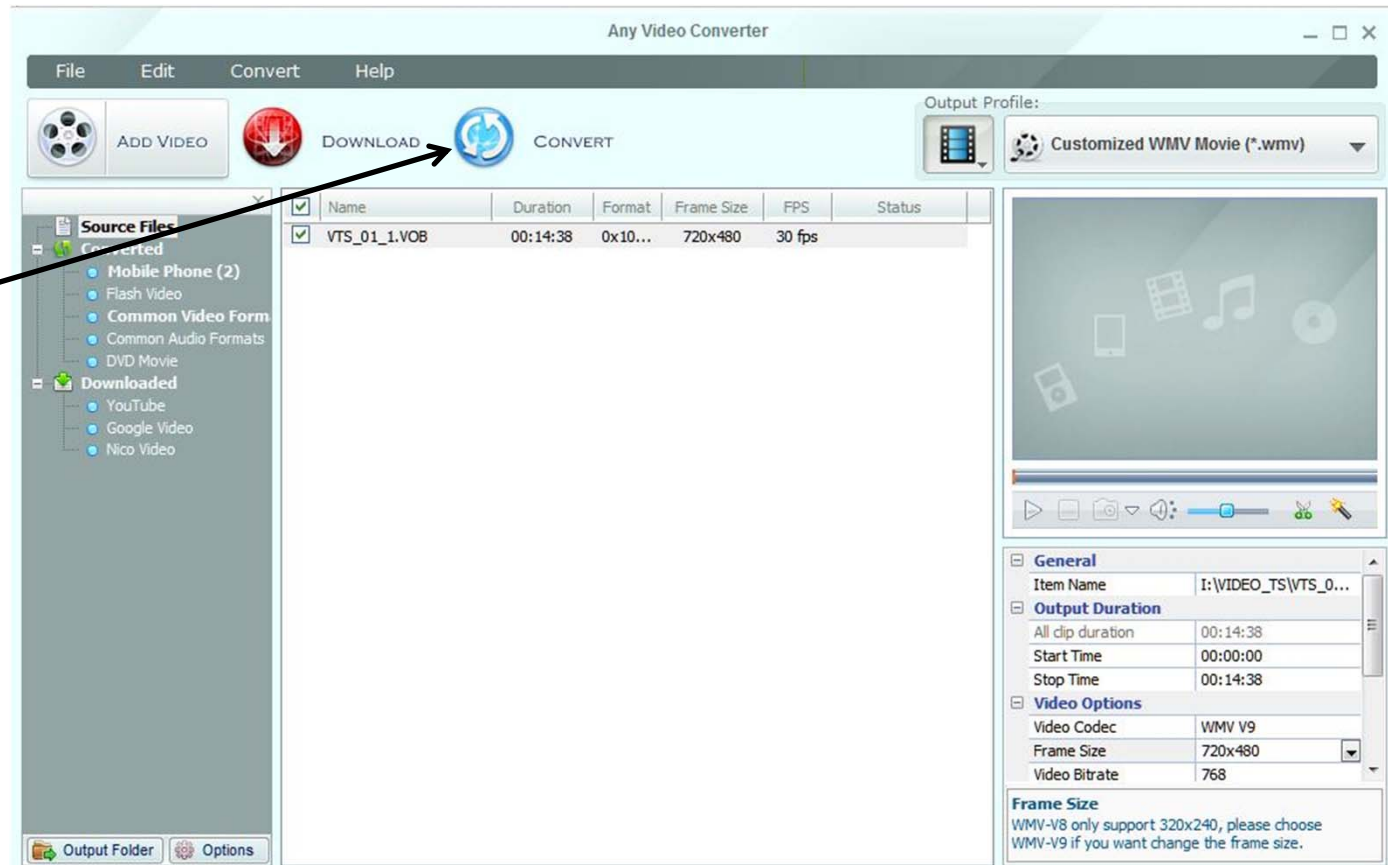 Any Video Converter
File Edit Convert Help
ADD VIDEO DOWNLOAD CONVERT
Output Profile:
Customized WMV Movie (*.wmv)
Source Files
Converted
Mobile Phone (2)
Flash Video
Common Video Form
Common Audio Formats
DVD Movie
Downloaded
YouTube
Google Video
Nico Video
Output Folder Options
Name Duration Format Frame Size FPS Status
VTS_01_1.VOB 00:14:38 0x10... 720x480 30 fps
General
Item Name I:\VIDEO_TS\VTS_0...
Output Duration
All clip duration 00:14:38
Start Time 00:00:00
Stop Time 00:14:38
Video Options
Video Codec WMV V9
Frame Size 720x480
Video Bitrate 768
Frame Size
WMV-V8 only support 320x240, please choose
WMV-V9 if you want change the frame size.